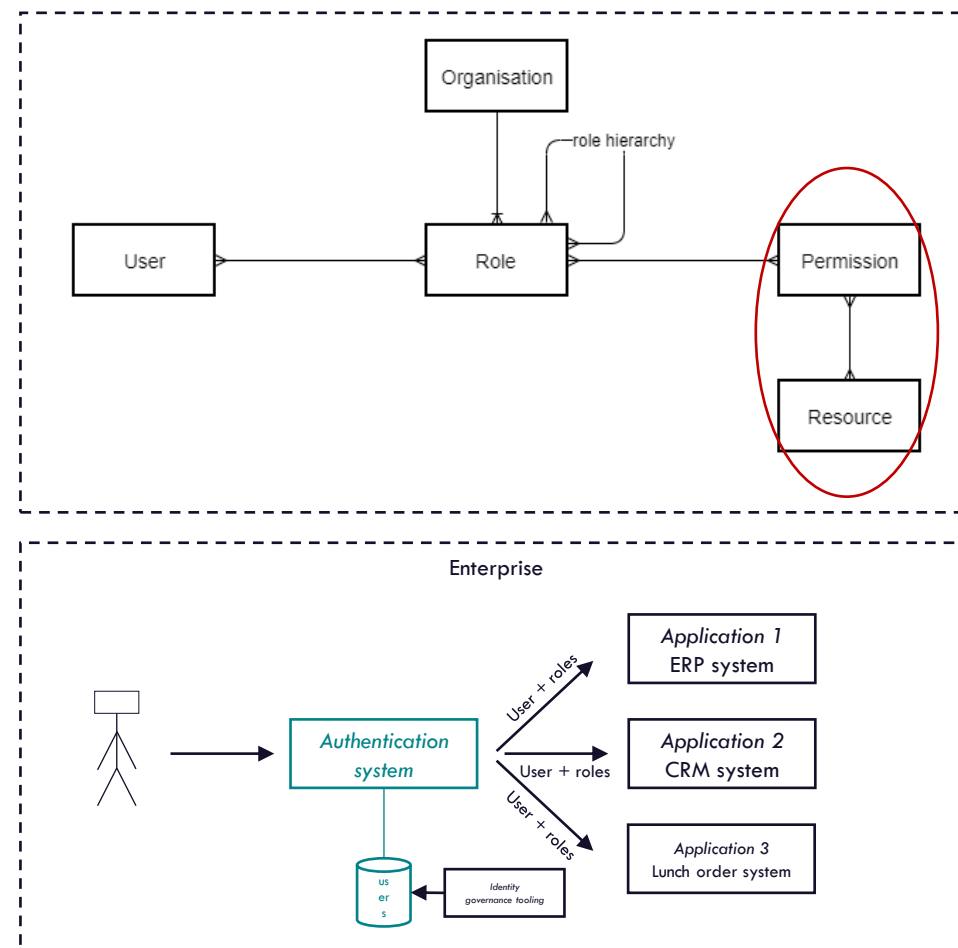 Organisation
role hierarchy
User
Role
Permission
Resource
Enterprise
Application 1
ERP system
User + roles
Authentication
system
User + roles
Application 2
CRM system
User + roles
Application 3
Lunch order system
us
er
s
Identity
governance tooling